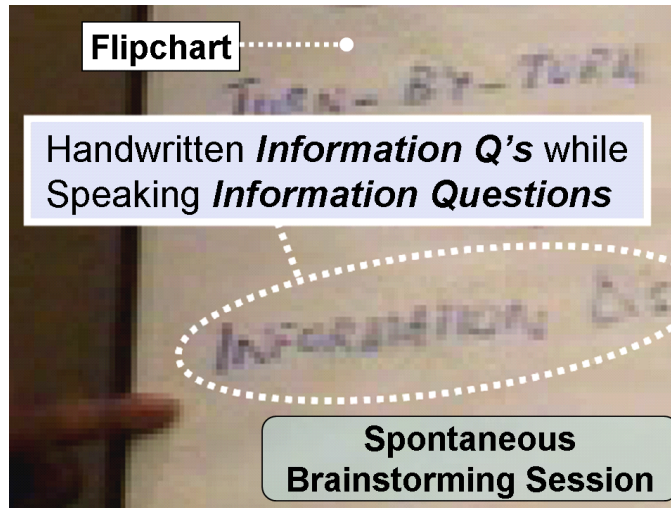 Flipchart
TURN-BY-TURN
Handwritten Information Q's while
Speaking Information Questions
INFORMATION Q's
Spontaneous
Brainstorming Session